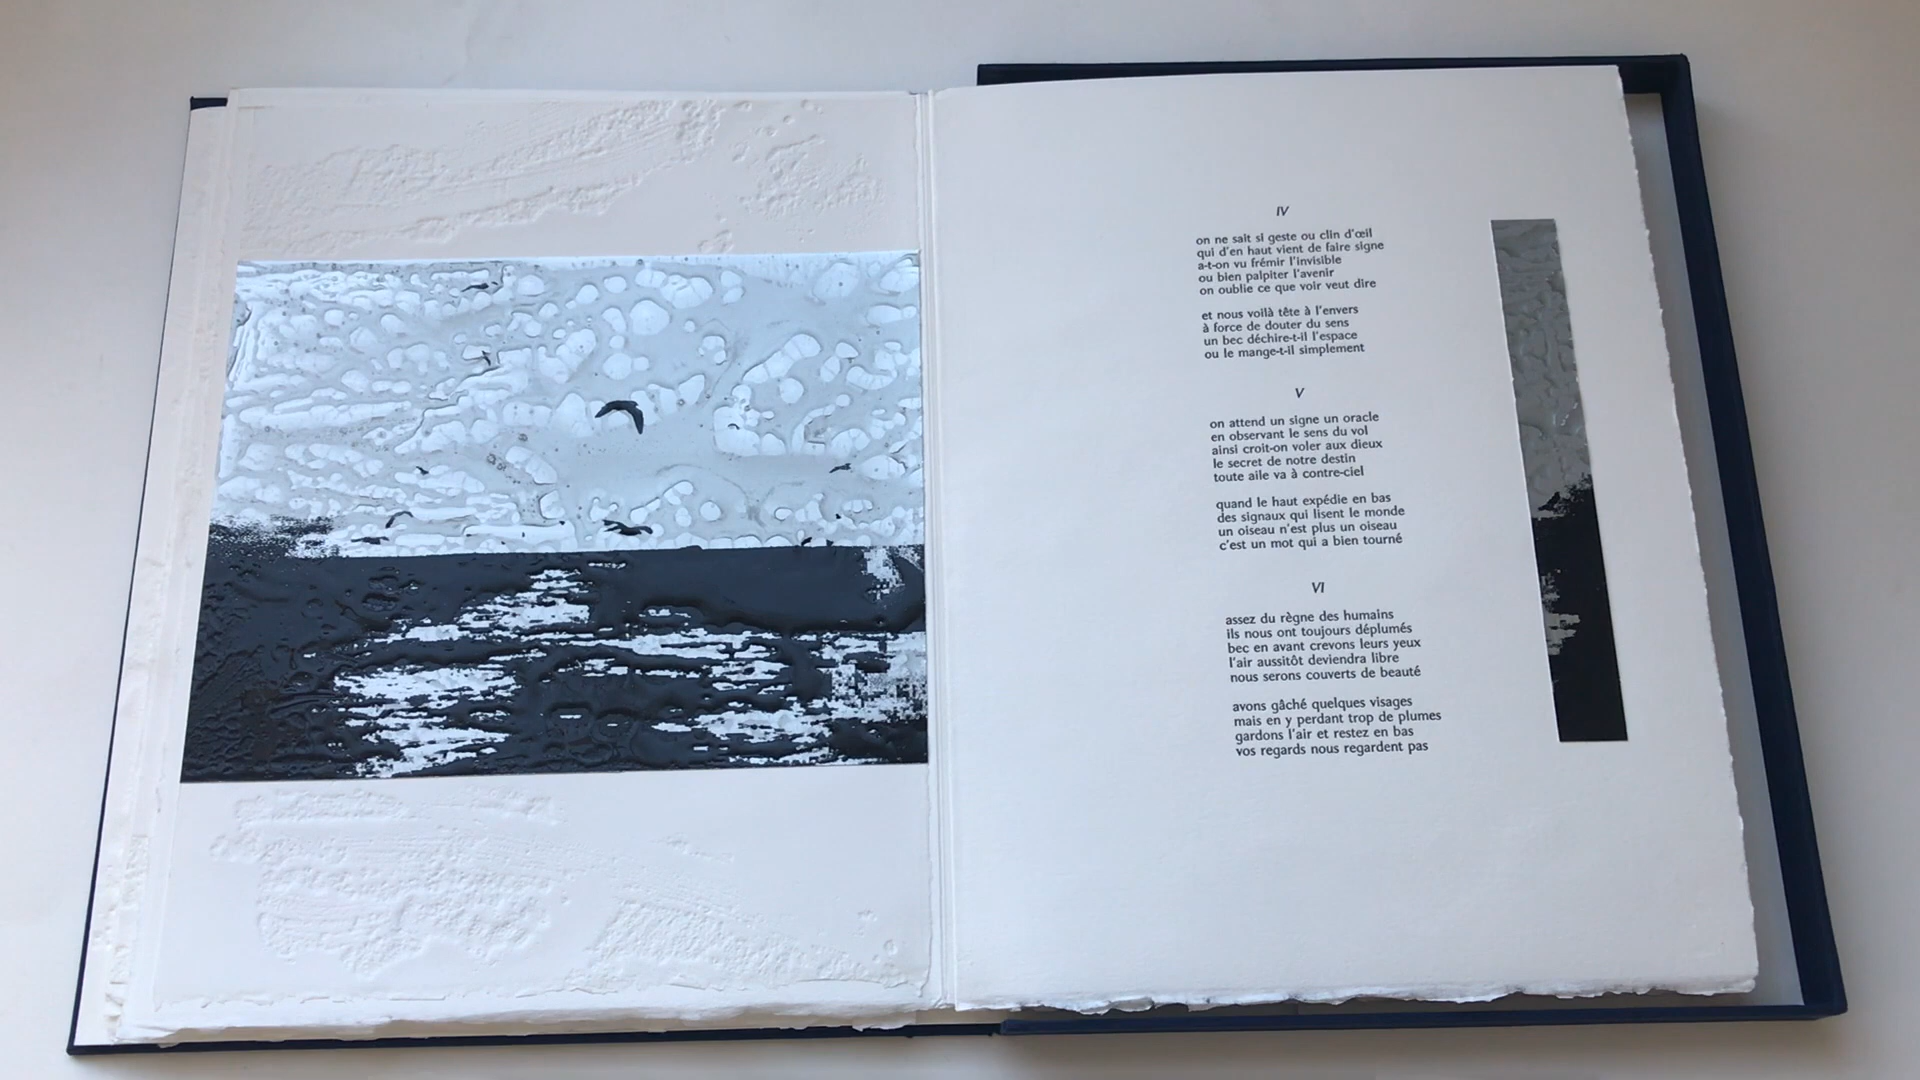 IV
on ne sait si geste ou clin d'œil
qui d'en haut vient de faire signe
a-t-on vu frémir l'invisible
ou bien palpiter l'avenir
on oublie ce que voir veut dire
et nous voilà tête à l'envers
à force de douter du sens
un bec déchire-t-il l'espace
ou le mange-t-il simplement
V
on attend un signe un oracle
en observant le sens du vol
ainsi croit-on voler aux dieux
le secret de notre destin
toute aile va à contre-ciel
quand le haut expédie en bas
des signaux qui lisent le monde
un oiseau n'est plus un oiseau
c'est un mot qui a bien tourné
VI
assez du règne des humains
ils nous ont toujours déplumés
bec en avant crevons leurs yeux
l'air aussitôt deviendra libre
nous serons couverts de beauté
avons gâché quelques visages
mais en y perdant trop de plumes
gardons l'air et restez en bas
vos regards nous regardent pas